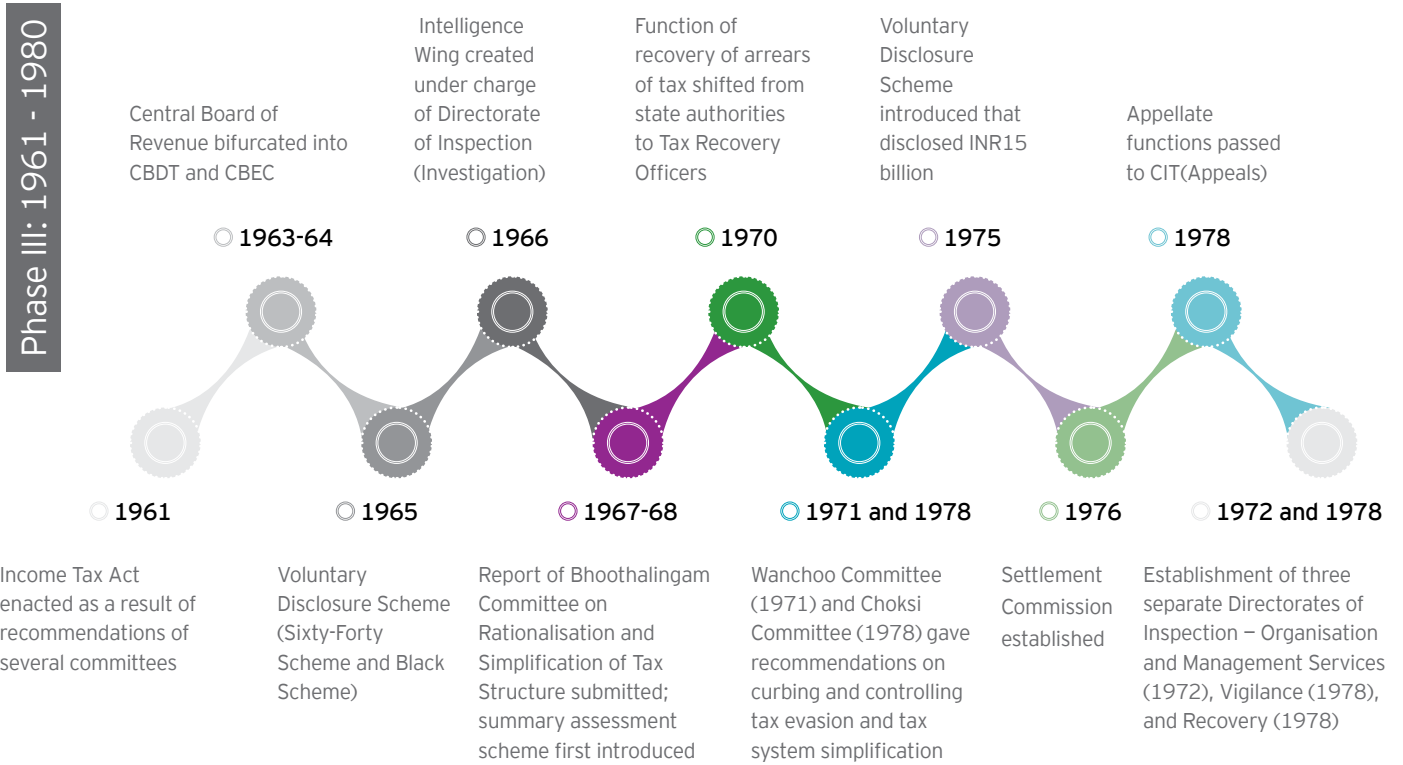 Phase III: 1961 - 1980
Central Board of
Revenue bifurcated into
CBDT and CBEC
Intelligence
Wing created
under charge
of Directorate
of Inspection
(Investigation)
Function of
recovery of arrears
of tax shifted from
state authorities
to Tax Recovery
Officers
Voluntary
Disclosure
Scheme
introduced that
disclosed INR15
billion
Appellate
functions passed
to CIT(Appeals)
1963-64
1966
1970
1975
1978
1961
1965
1967-68
1971 and 1978
1976
1972 and 1978
Income Tax Act
enacted as a result of
recommendations of
several committees
Voluntary
Disclosure Scheme
(Sixty-Forty
Scheme and Black
Scheme)
Report of Bhoothalingam
Committee on
Rationalisation and
Simplification of Tax
Structure submitted;
summary assessment
scheme first introduced
Wanchoo Committee
(1971) and Choksi
Committee (1978) gave
recommendations on
curbing and controlling
tax evasion and tax
system simplification
Settlement
Commission
established
Establishment of three
separate Directorates of
Inspection – Organisation
and Management Services
(1972), Vigilance (1978),
and Recovery (1978)